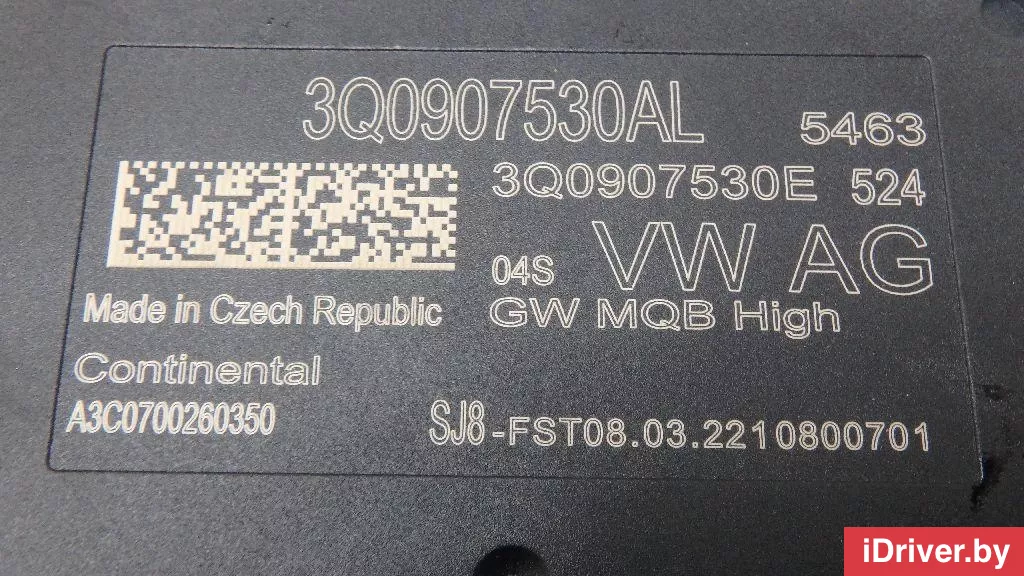 3Q0907530AL 5463
3Q0907530E 524
04S VW AG
GW MQB High
Made in Czech Republic
Continental
A3C0700260350
SJ8-FST08.03.2210800701
iDriver.by